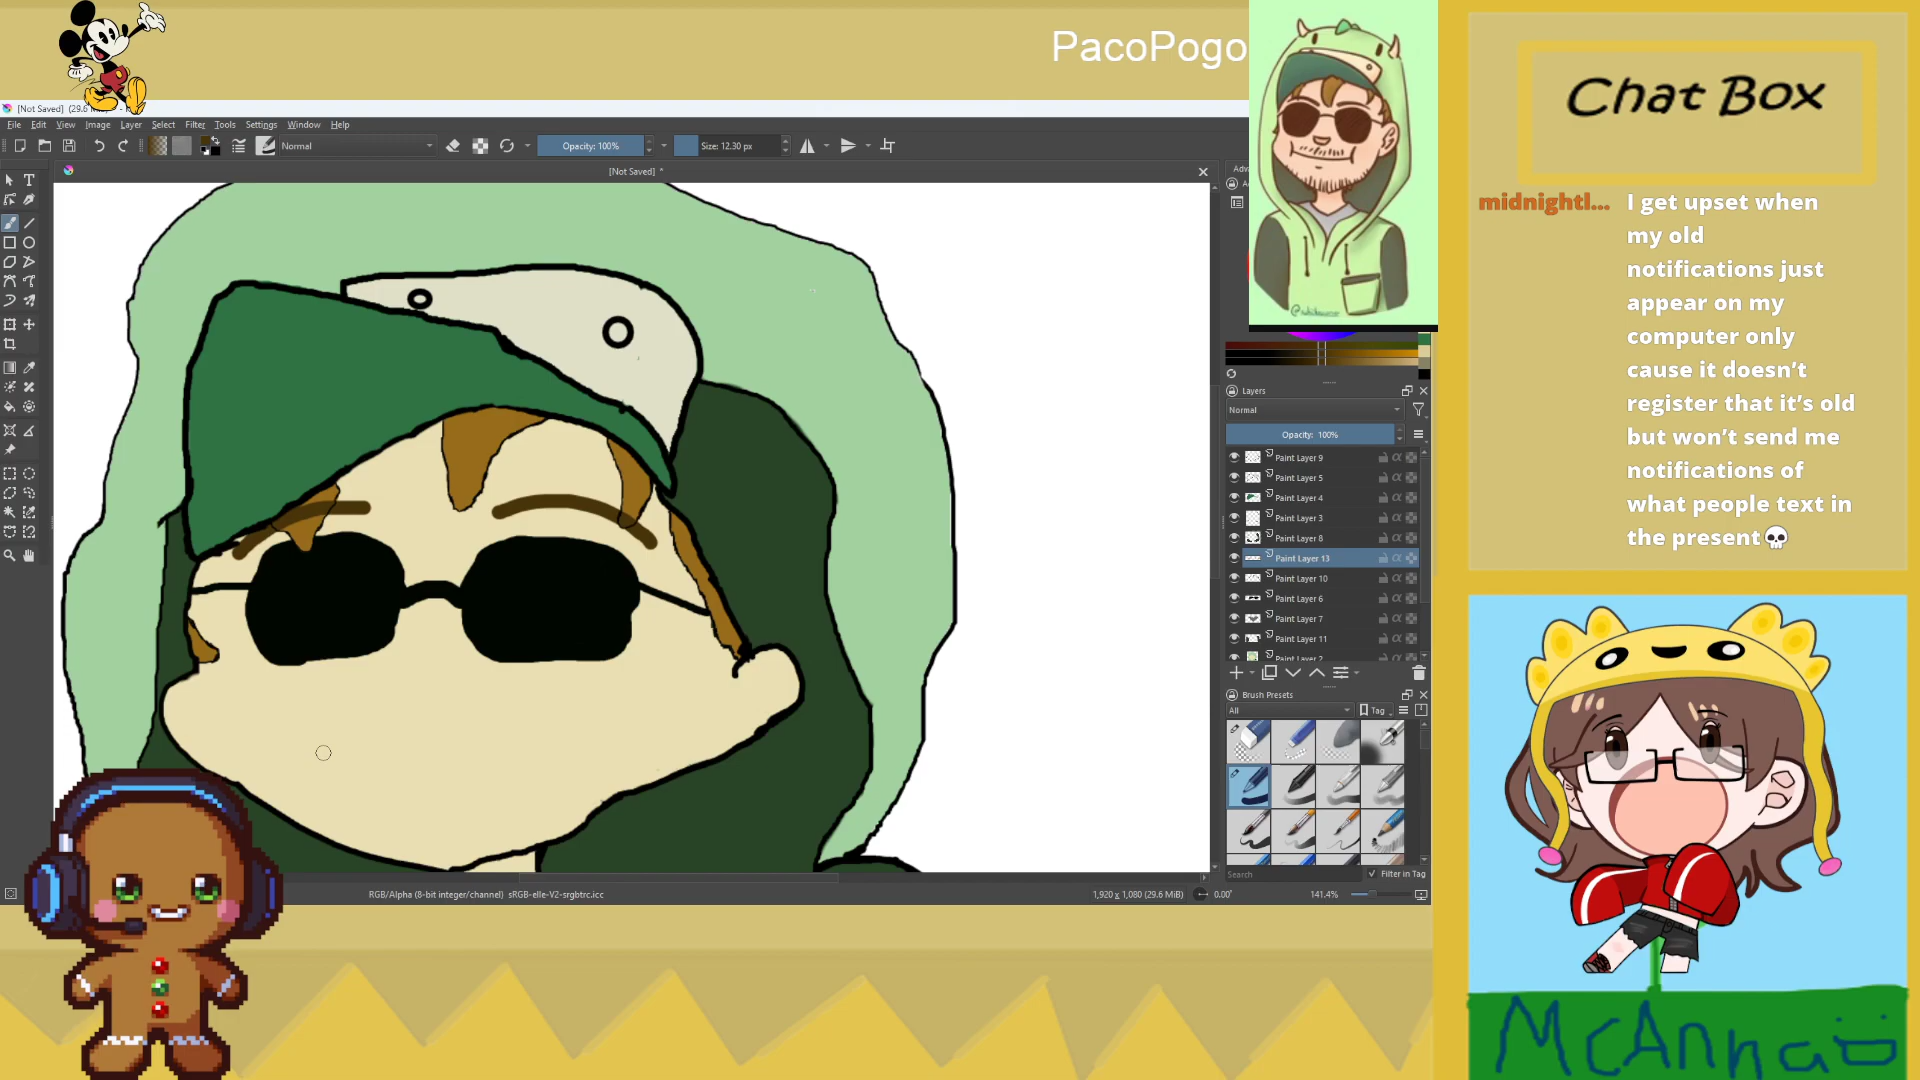 PacoPogo
[Not Saved] (29.6
File Edit View Image Layer Select Filter Tools Settings Window Help
Normal
Opacity: 100%
Size: 12.30 px
[Not Saved] *
Layers
Normal
Opacity: 100%
Paint Layer 9
Paint Layer 5
Paint Layer 4
Paint Layer 3
Paint Layer 8
Paint Layer 13
Paint Layer 10
Paint Layer 6
Paint Layer 7
Paint Layer 11
Paint Layer 2
Brush Presets
All
Tag
Search
Filter in Tag
RGB/Alpha (8-bit integer/channel) sRGB-elle-V2-srgbtrc.icc
1,920 x 1,080 (29.6 MiB)
0.00°
141.4%
Chat Box
midnightl... I get upset when
my old
notifications just
appear on my
computer only
cause it doesn't
register that it's old
but won't send me
notifications of
what people text in
the present💀
McAnna